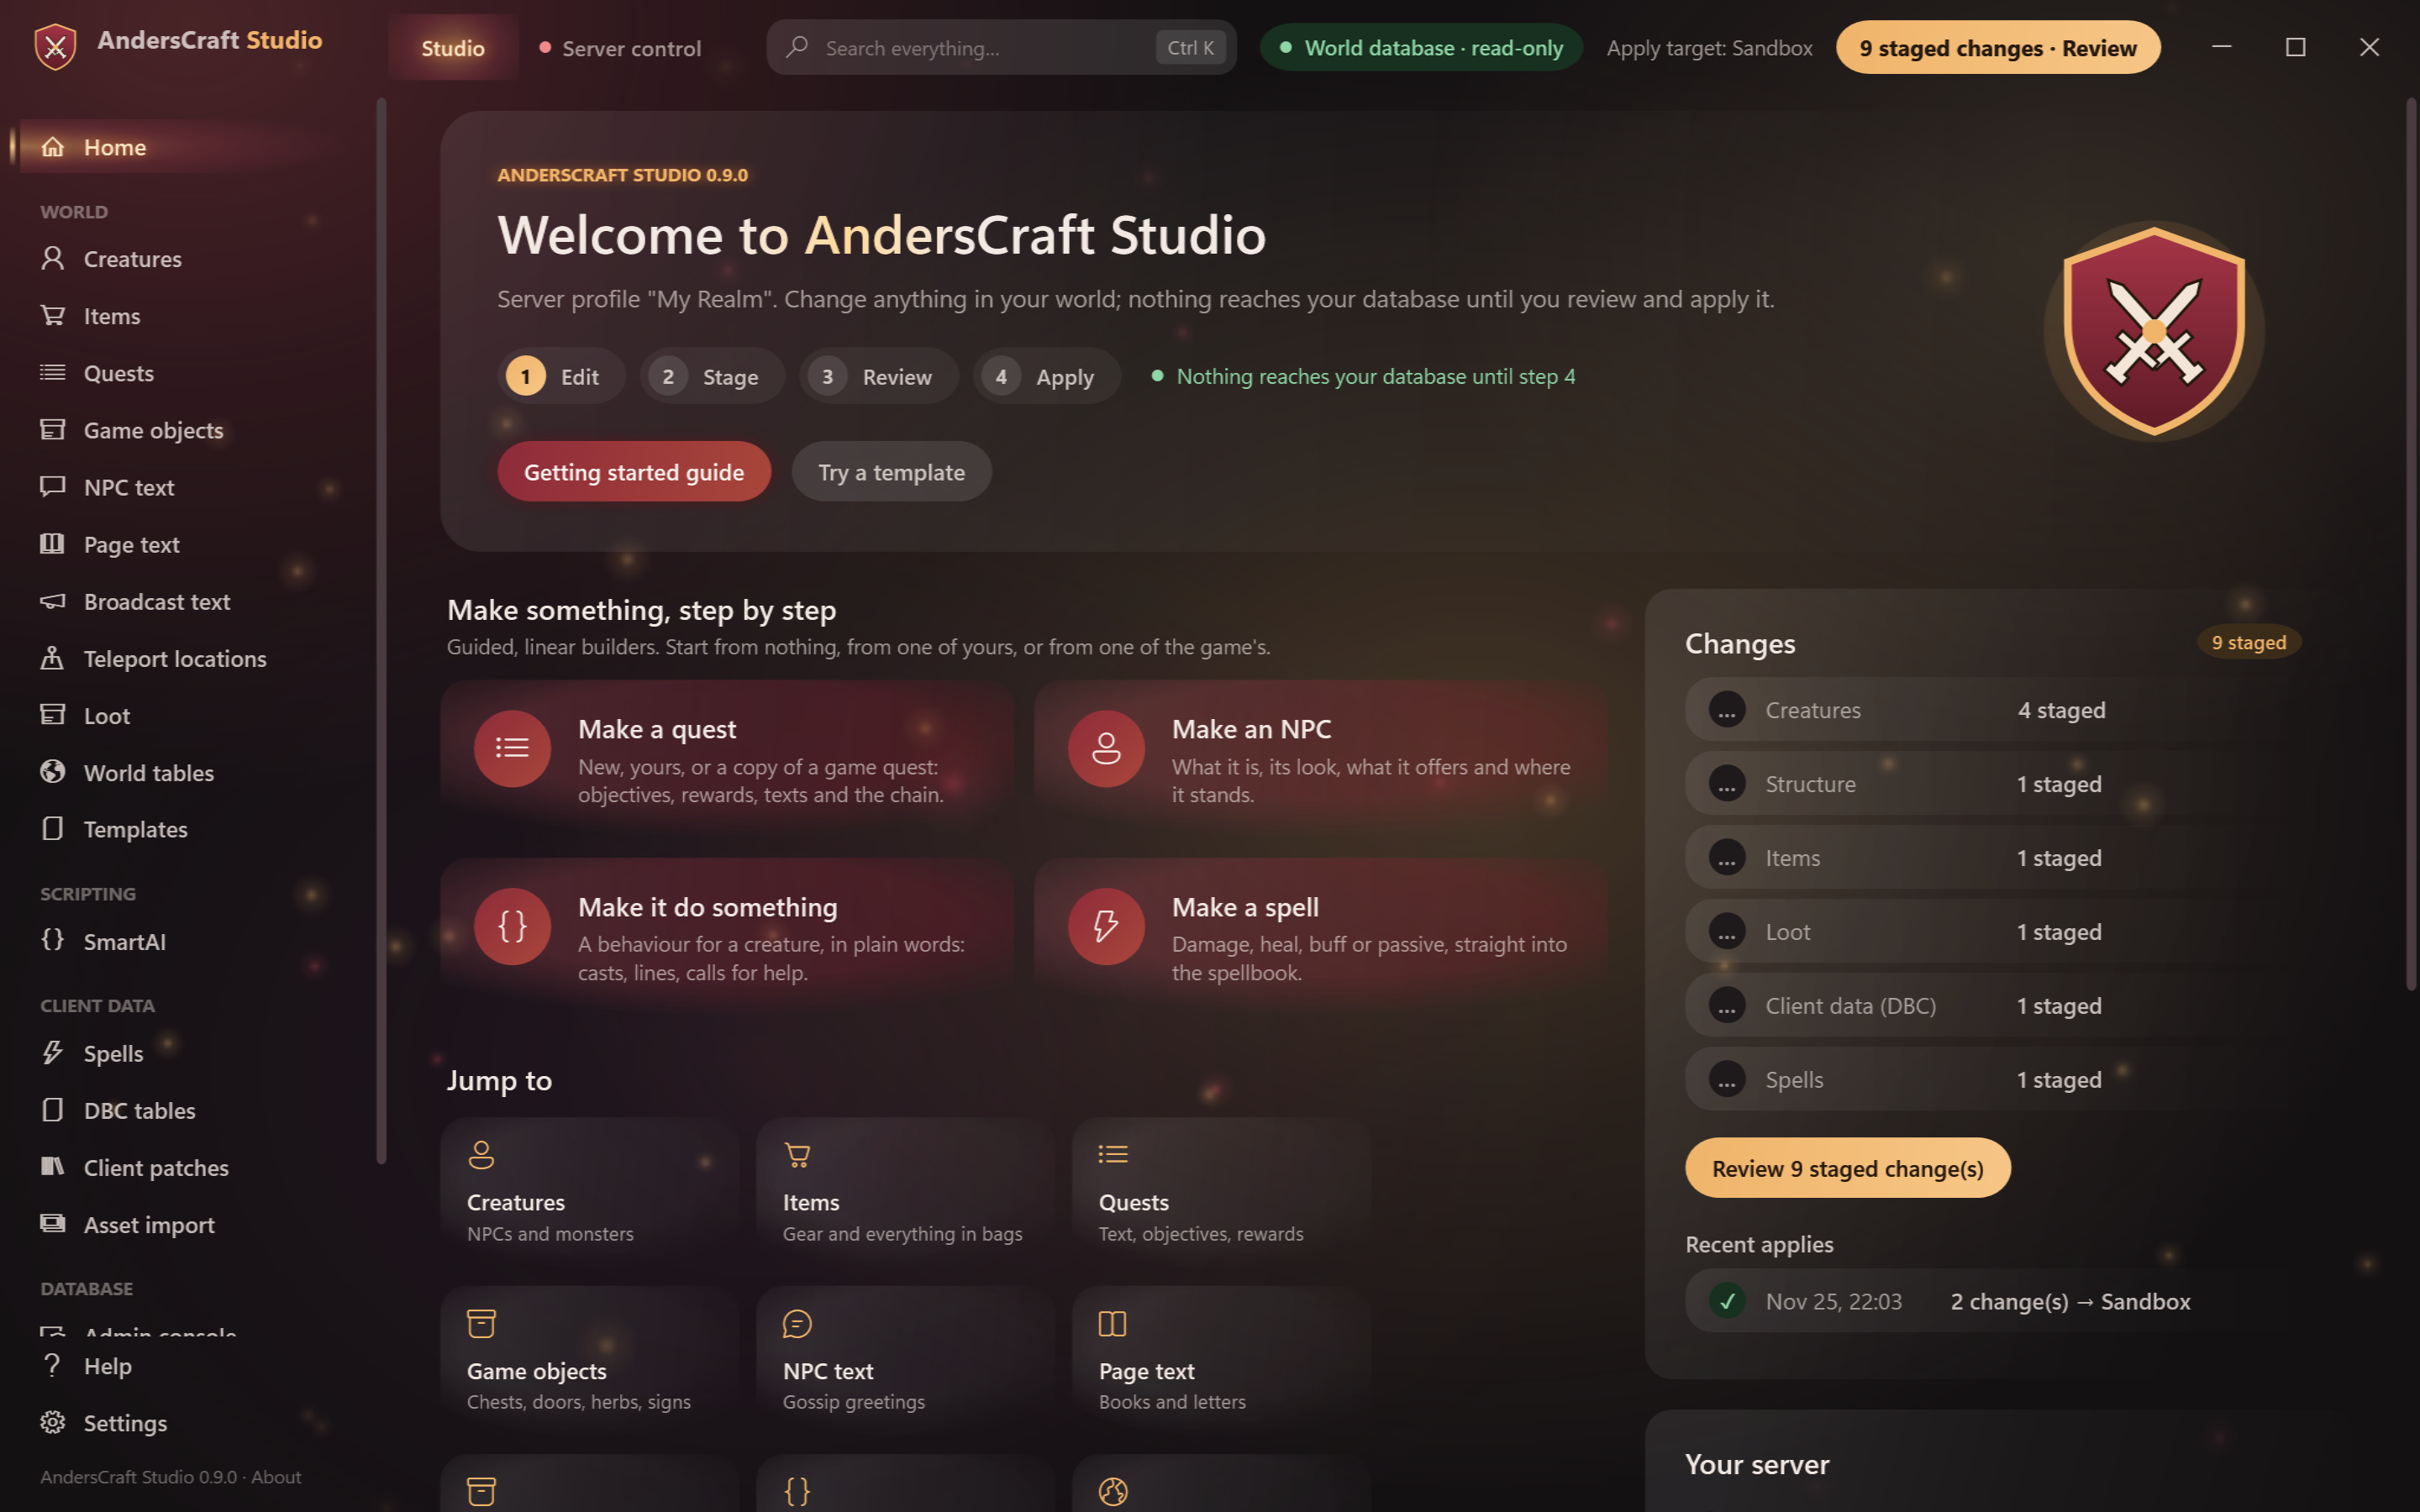 AndersCraft Studio
Studio
Server control
Search everything...
Ctrl K
World database · read-only
Apply target: Sandbox
9 staged changes · Review
Home
WORLD
Creatures
Items
Quests
Game objects
NPC text
Page text
Broadcast text
Teleport locations
Loot
World tables
Templates
SCRIPTING
SmartAI
CLIENT DATA
Spells
DBC tables
Client patches
Asset import
DATABASE
Admin console
Help
Settings
AndersCraft Studio 0.9.0 · About
ANDERSCRAFT STUDIO 0.9.0
Welcome to AndersCraft Studio
Server profile "My Realm". Change anything in your world; nothing reaches your database until you review and apply it.
1 Edit
2 Stage
3 Review
4 Apply
Nothing reaches your database until step 4
Getting started guide
Try a template
Make something, step by step
Guided, linear builders. Start from nothing, from one of yours, or from one of the game's.
Make a quest
New, yours, or a copy of a game quest:
objectives, rewards, texts and the chain.
Make an NPC
What it is, its look, what it offers and where
it stands.
Make it do something
A behaviour for a creature, in plain words:
casts, lines, calls for help.
Make a spell
Damage, heal, buff or passive, straight into
the spellbook.
Jump to
Creatures
NPCs and monsters
Items
Gear and everything in bags
Quests
Text, objectives, rewards
Game objects
Chests, doors, herbs, signs
NPC text
Gossip greetings
Page text
Books and letters
Changes
9 staged
... Creatures 4 staged
... Structure 1 staged
... Items 1 staged
... Loot 1 staged
... Client data (DBC) 1 staged
... Spells 1 staged
Review 9 staged change(s)
Recent applies
✓ Nov 25, 22:03 2 change(s) → Sandbox
Your server